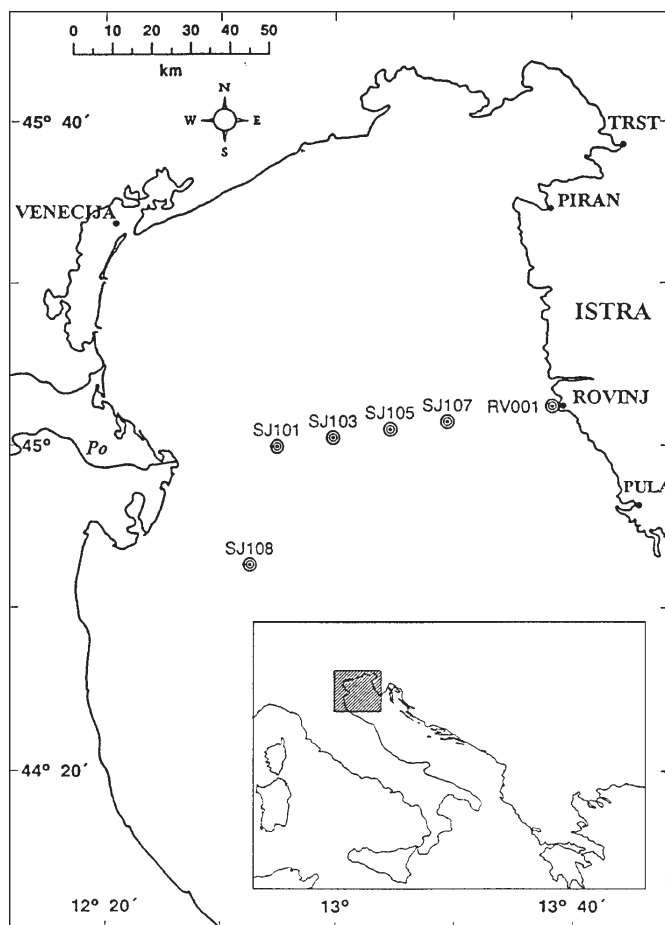 0 10 20 30 40 50
km
N
W E
S
45° 40´
TRST
VENECIJA
PIRAN
ISTRA
RV001 ROVINJ
SJ107
SJ105
SJ103
SJ101
45°
Po
PULA
SJ108
44° 20´
12° 20´ 13° 13° 40´